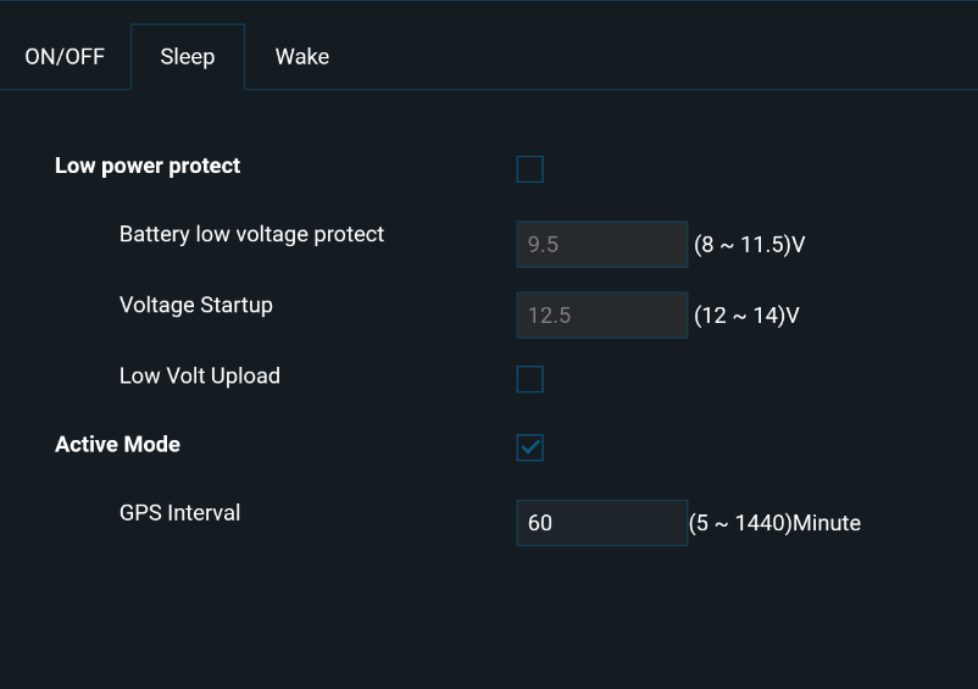 ON/OFF Sleep Wake
Low power protect
Battery low voltage protect 9.5 (8 ~ 11.5)V
Voltage Startup 12.5 (12 ~ 14)V
Low Volt Upload
Active Mode
GPS Interval 60 (5 ~ 1440)Minute